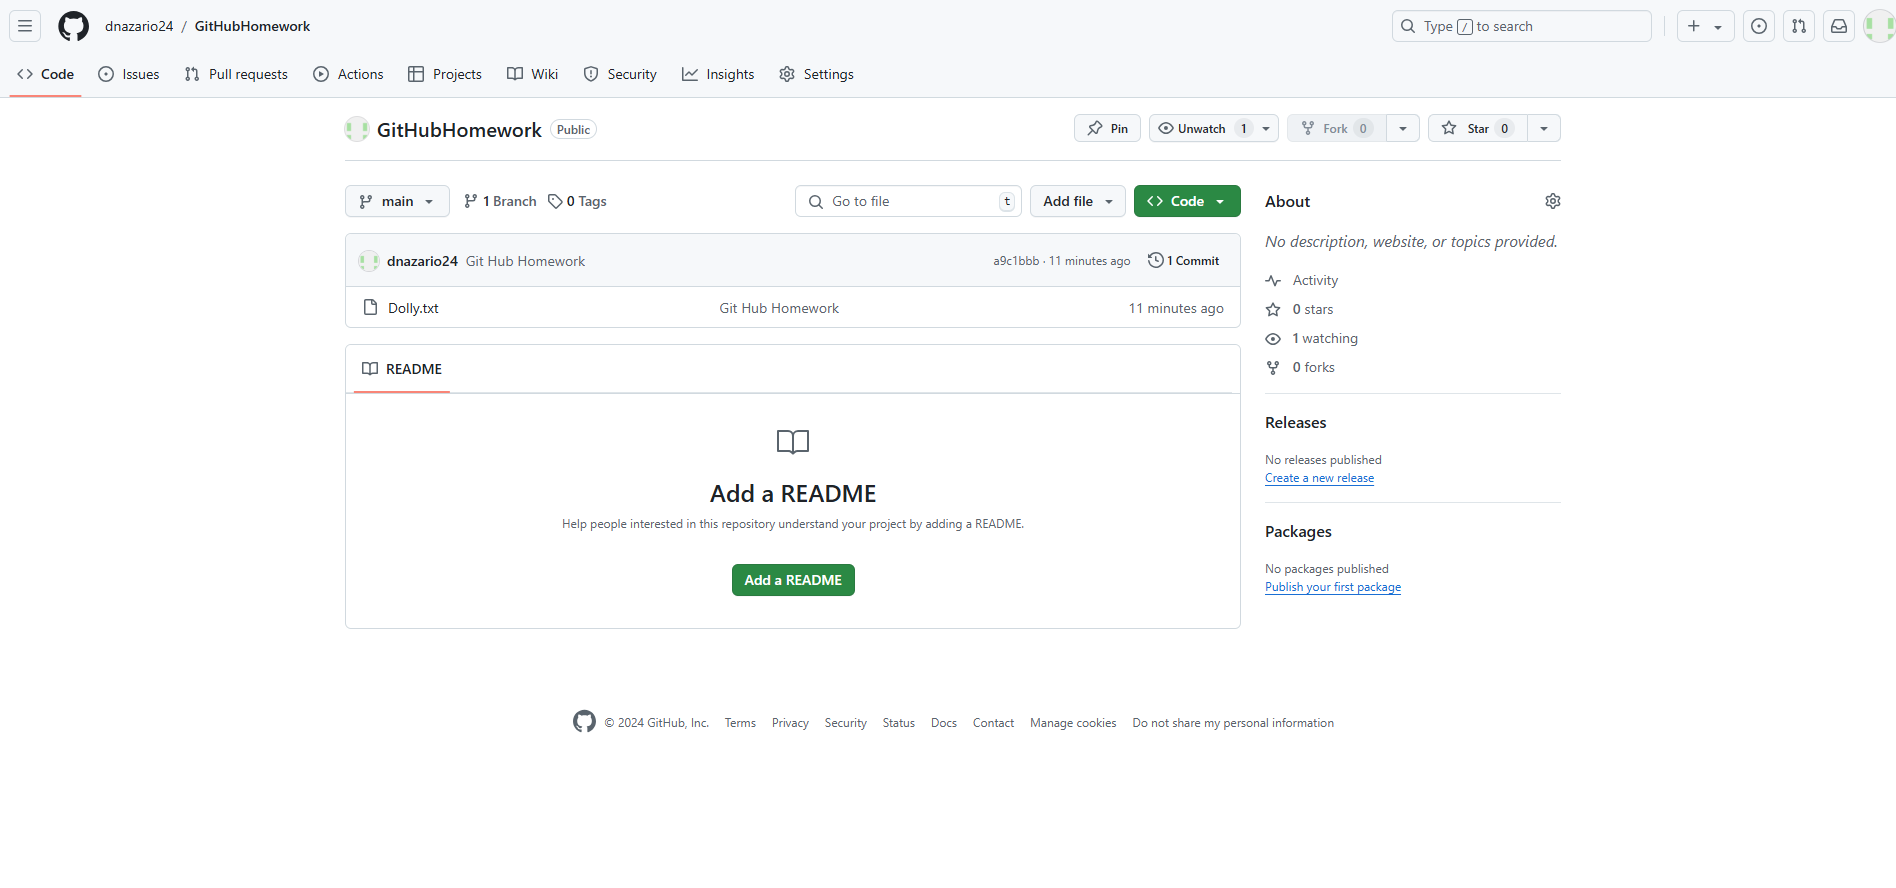 dnazario24 / GitHubHomework
Type / to search
Code Issues Pull requests Actions Projects Wiki Security Insights Settings
GitHubHomework Public
Pin Unwatch 1 Fork 0 Star 0
main 1 Branch 0 Tags Go to file t Add file Code
dnazario24 Git Hub Homework a9c1bbb · 11 minutes ago 1 Commit
Dolly.txt Git Hub Homework 11 minutes ago
README
Add a README
Help people interested in this repository understand your project by adding a README.
Add a README
About
No description, website, or topics provided.
Activity
0 stars
1 watching
0 forks
Releases
No releases published
Create a new release
Packages
No packages published
Publish your first package
© 2024 GitHub, Inc. Terms Privacy Security Status Docs Contact Manage cookies Do not share my personal information